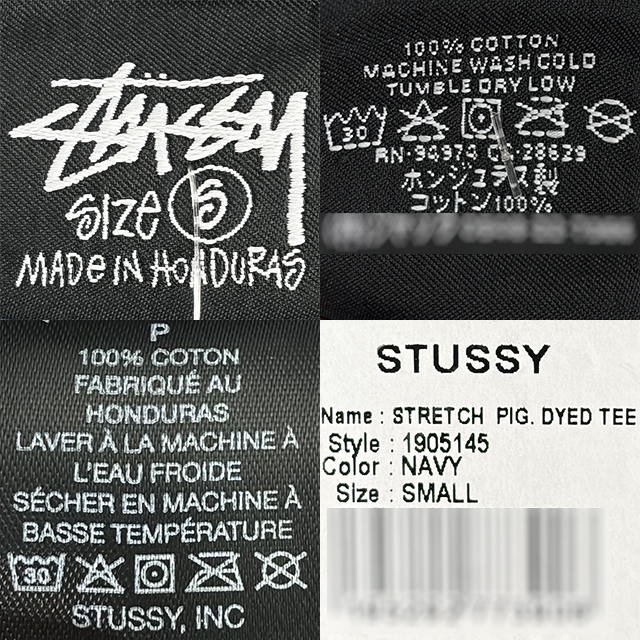 STÜSSY
SIZE S
MADE IN HONDURAS
100% COTTON
MACHINE WASH COLD
TUMBLE DRY LOW
30
RN-94974 CA-28629
ホンジュラス製
コットン100%
P
100% COTON
FABRIQUÉ AU
HONDURAS
LAVER À LA MACHINE À
L'EAU FROIDE
SÉCHER EN MACHINE À
BASSE TEMPÉRATURE
30
STUSSY, INC
STUSSY
Name : STRETCH PIG. DYED TEE
Style : 1905145
Color : NAVY
Size : SMALL